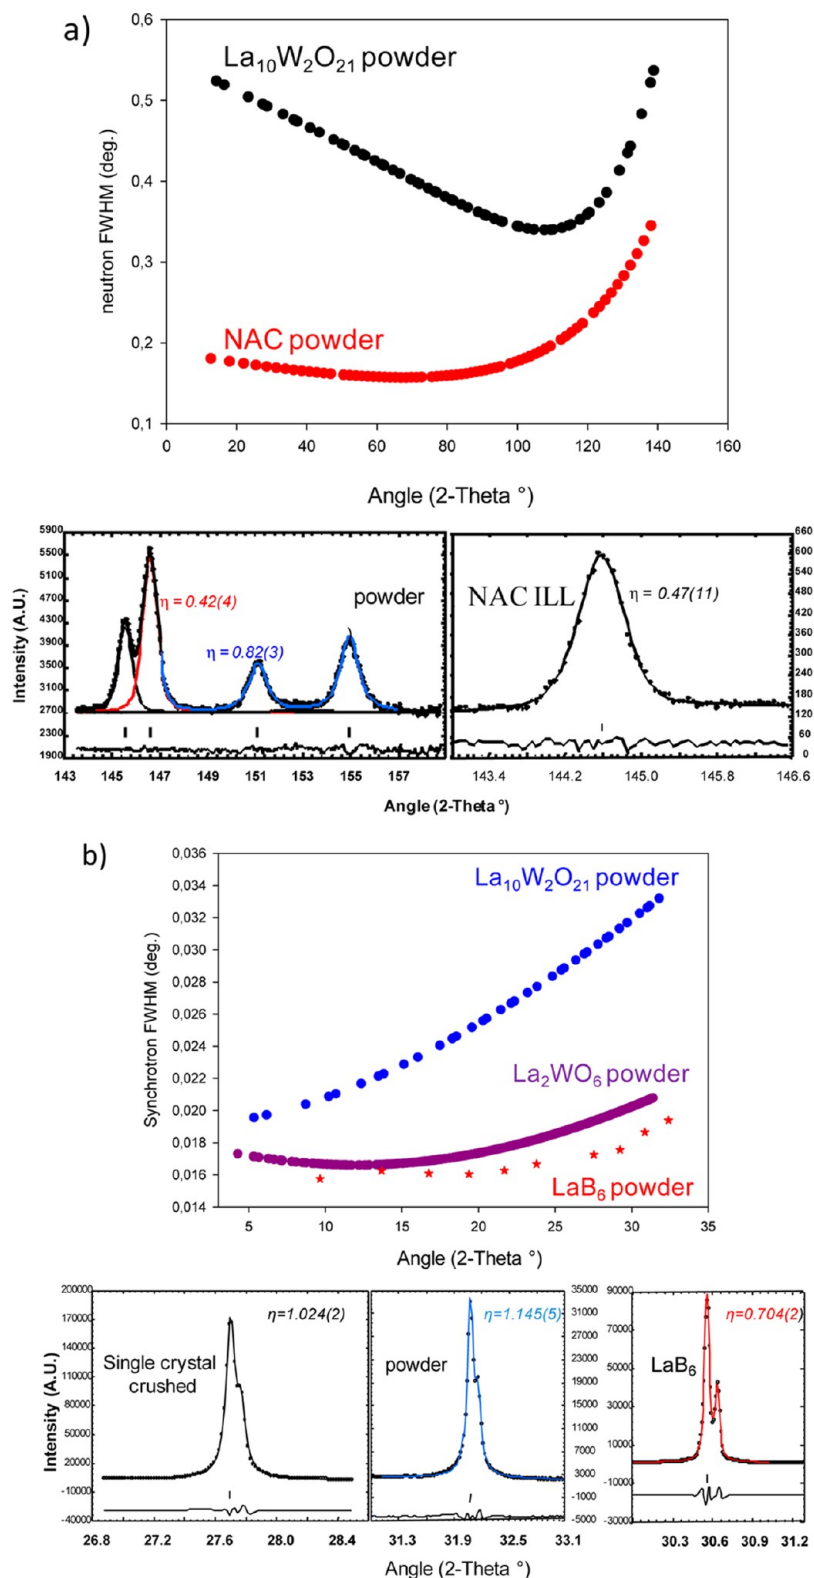 a)
0,6
0,5
0,4
0,3
0,2
0,1
neutron FWHM (deg.)
La10W2O21 powder
NAC powder
0 20 40 60 80 100 120 140 160
Angle (2-Theta °)
5900
5500
5100
4700
4300
3900
3500
3100
2700
2300
1900
Intensity (A.U.)
η = 0.42(4)
η = 0.82(3)
powder
143 145 147 149 151 153 155 157
NAC ILL
η = 0.47(11)
660
600
540
480
420
360
300
240
180
120
60
0
143.4 144.2 145.0 145.8 146.6
Angle (2-Theta °)
b)
0,036
0,034
0,032
0,030
0,028
0,026
0,024
0,022
0,020
0,018
0,016
0,014
Synchrotron FWHM (deg.)
La10W2O21 powder
La2WO6 powder
LaB6 powder
5 10 15 20 25 30 35
Angle (2-Theta °)
200000
170000
140000
110000
80000
50000
20000
-10000
-40000
Intensity (A.U.)
η=1.024(2)
Single crystal
crushed
26.8 27.2 27.6 28.0 28.4
η=1.145(5)
powder
35000
31000
27000
23000
19000
15000
11000
7000
3000
-1000
-5000
31.3 31.9 32.5 33.1
η=0.704(2)
LaB6
90000
70000
50000
30000
10000
-10000
-30000
30.3 30.6 30.9 31.2
Angle (2-Theta °)